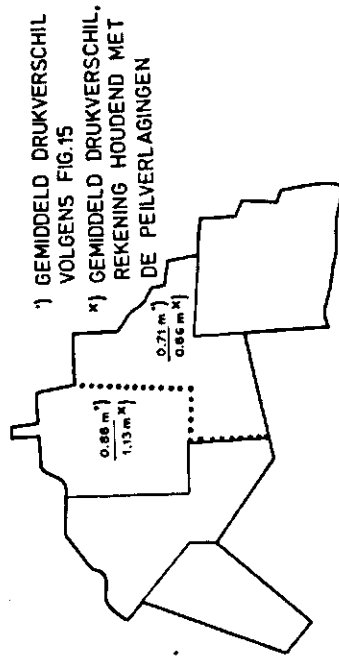 *) GEMIDDELD DRUKVERSCHIL
VOLGENS FIG.15
x) GEMIDDELD DRUKVERSCHIL,
REKENING HOUDEND MET
DE PEILVERLAGINGEN
0.88 m*)
1.13 m x)
0.71 m*)
0.66 m x)